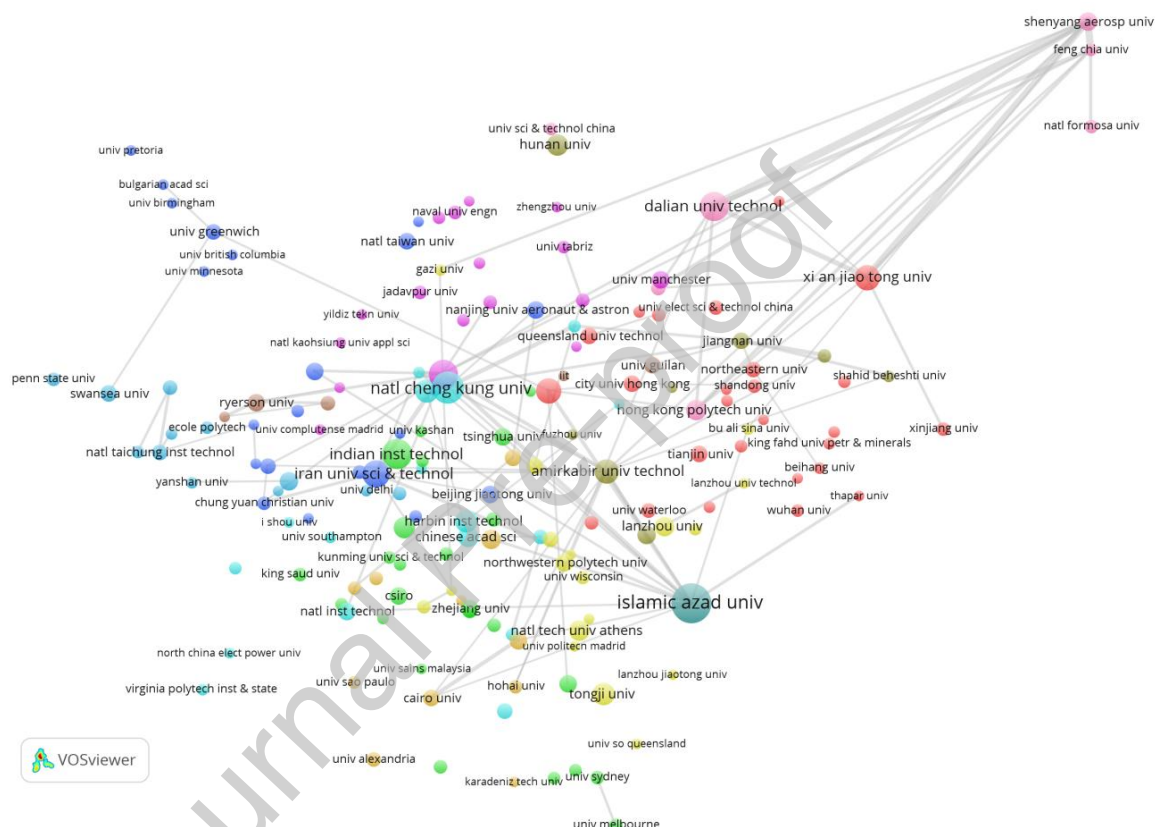 shenyang aerosp univ
feng chia univ
natl formosa univ
univ sci & technol china
hunan univ
univ pretoria
bulgarian acad sci
univ birmingham
dalian univ technol
naval univ engn
zhengzhou univ
univ greenwich
natl taiwan univ
univ tabriz
univ british columbia
univ minnesota
gazi univ
univ manchester
xi an jiao tong univ
jadavpur univ
nanjing univ aeronaut & astron
univ elect sci & technol china
yildiz tekn univ
queensland univ technol
jiangnan univ
natl kaohsiung univ appl sci
univ guilan
northeastern univ
penn state univ
iit
city univ hong kong
shandong univ
shahid beheshti univ
swansea univ
natl cheng kung univ
ryerson univ
hong kong polytech univ
ecole polytech
univ complutense madrid
univ kashan
tsinghua univ
fuzhou univ
bu ali sina univ
xinjiang univ
king fahd univ petr & minerals
natl taichung inst technol
indian inst technol
tianjin univ
iran univ sci & technol
amirkabir univ technol
beihang univ
yanshan univ
univ delhi
beijing jiaotong univ
lanzhou univ technol
thapar univ
chung yuan christian univ
univ waterloo
wuhan univ
i shou univ
harbin inst technol
lanzhou univ
univ southampton
chinese acad sci
kunming univ sci & technol
northwestern polytech univ
king saud univ
univ wisconsin
csiro
islamic azad univ
natl inst technol
zhejiang univ
natl tech univ athens
univ politecn madrid
north china elect power univ
univ sains malaysia
lanzhou jiaotong univ
virginia polytech inst & state
univ sao paulo
hohai univ
cairo univ
tongji univ
univ so queensland
univ alexandria
karadeniz tech univ
univ sydney
univ melbourne
VOSviewer
urnal Pre-proof